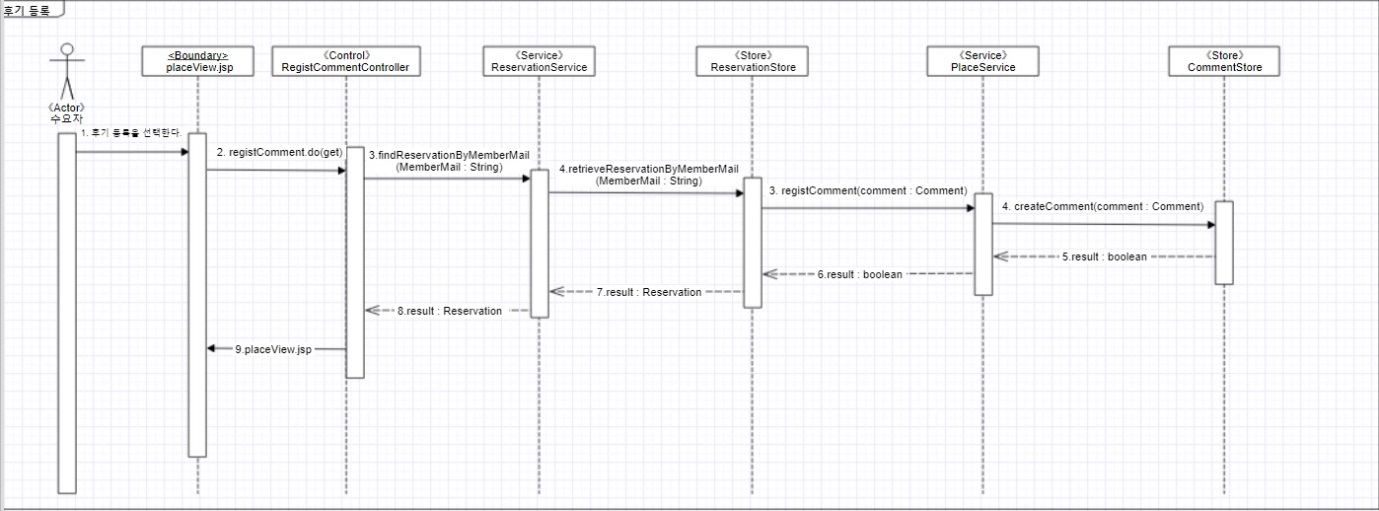 후기 등록
<Boundary>
placeView.jsp
《Control》
RegistCommentController
《Service》
ReservationService
《Store》
ReservationStore
《Service》
PlaceService
《Store》
CommentStore
《Actor》
수요자
1. 후기 등록을 선택한다.
2. registComment.do(get)
3.findReservationByMemberMail
(MemberMail : String)
4.retrieveReservationByMemberMail
(MemberMail : String)
3. registComment(comment : Comment)
4. createComment(comment : Comment)
5.result : boolean
6.result : boolean
7.result : Reservation
8.result : Reservation
9.placeView.jsp